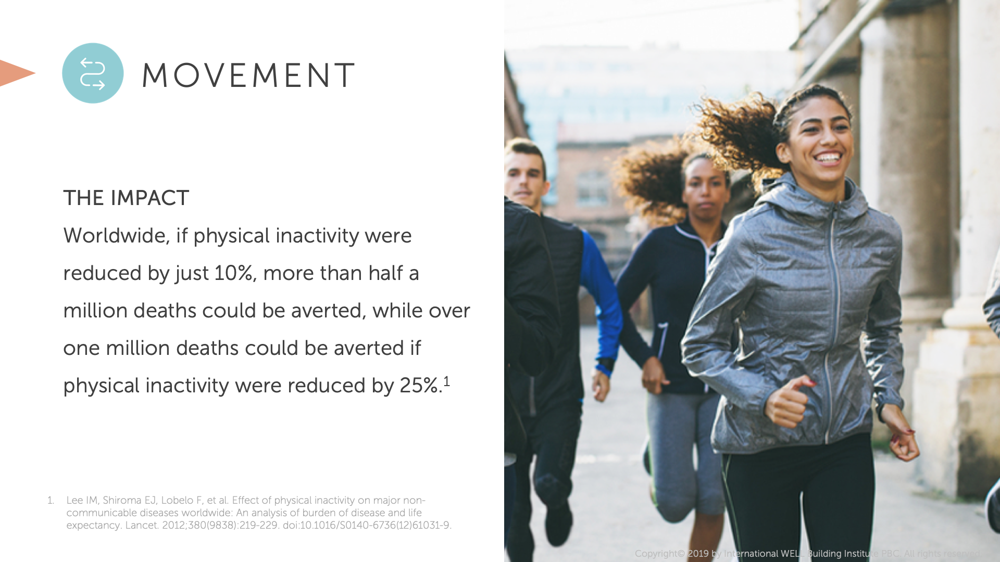 MOVEMENT
THE IMPACT
Worldwide, if physical inactivity were
reduced by just 10%, more than half a
million deaths could be averted, while over
one million deaths could be averted if
physical inactivity were reduced by 25%.¹
1. Lee IM, Shiroma EJ, Lobelo F, et al. Effect of physical inactivity on major non-
communicable diseases worldwide: An analysis of burden of disease and life
expectancy. Lancet. 2012;380(9838):219-229. doi:10.1016/S0140-6736(12)61031-9.
Copyright© 2019 by International WELL Building Institute PBC. All rights reserved.